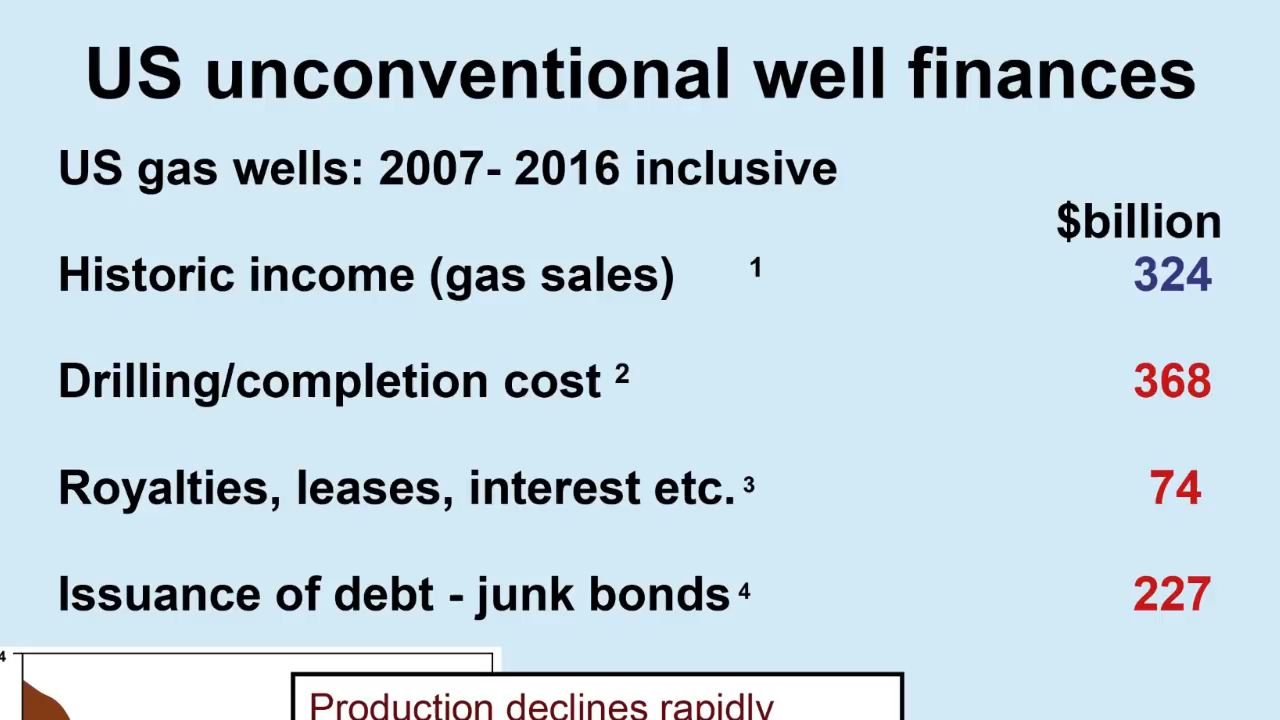 US unconventional well finances
US gas wells: 2007- 2016 inclusive
$billion
Historic income (gas sales) 1 324
Drilling/completion cost 2 368
Royalties, leases, interest etc. 3 74
Issuance of debt - junk bonds 4 227
4
Production declines rapidly